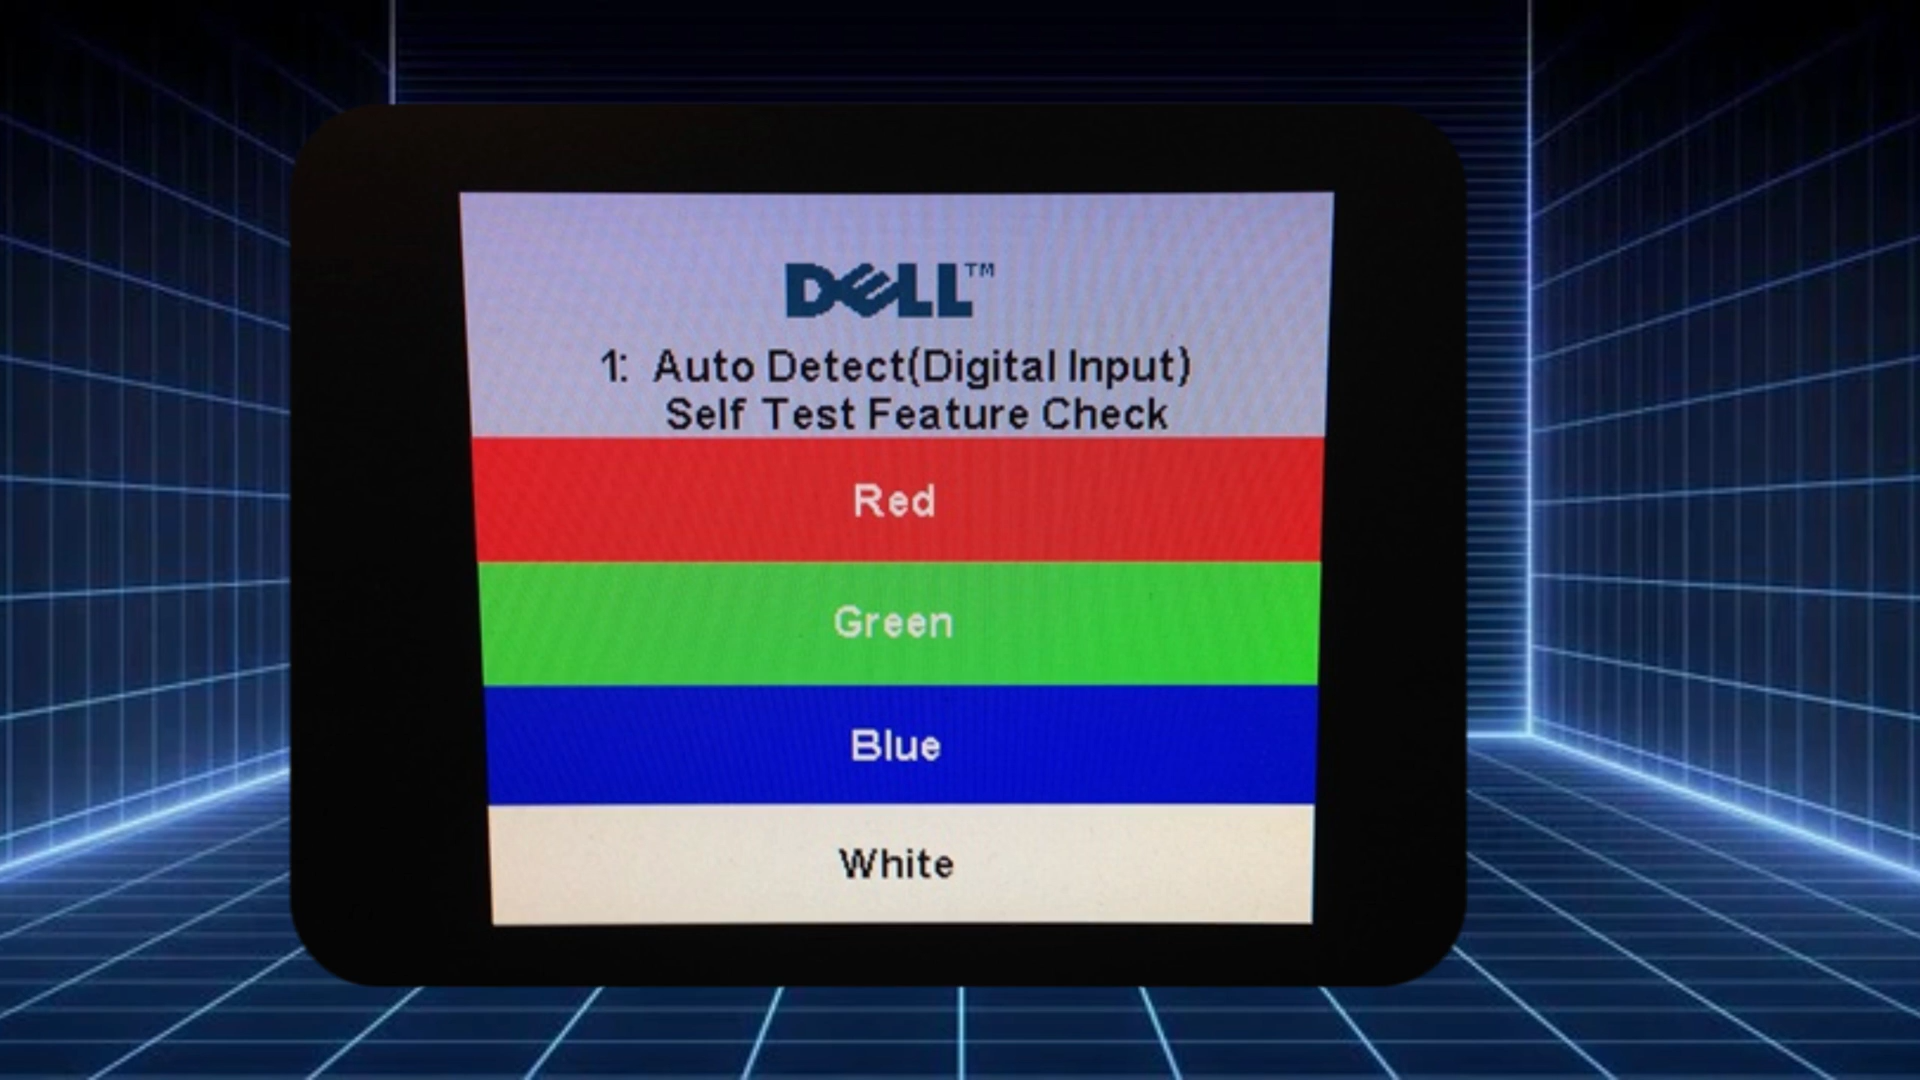 DELL™
1: Auto Detect(Digital Input)
Self Test Feature Check
Red
Green
Blue
White